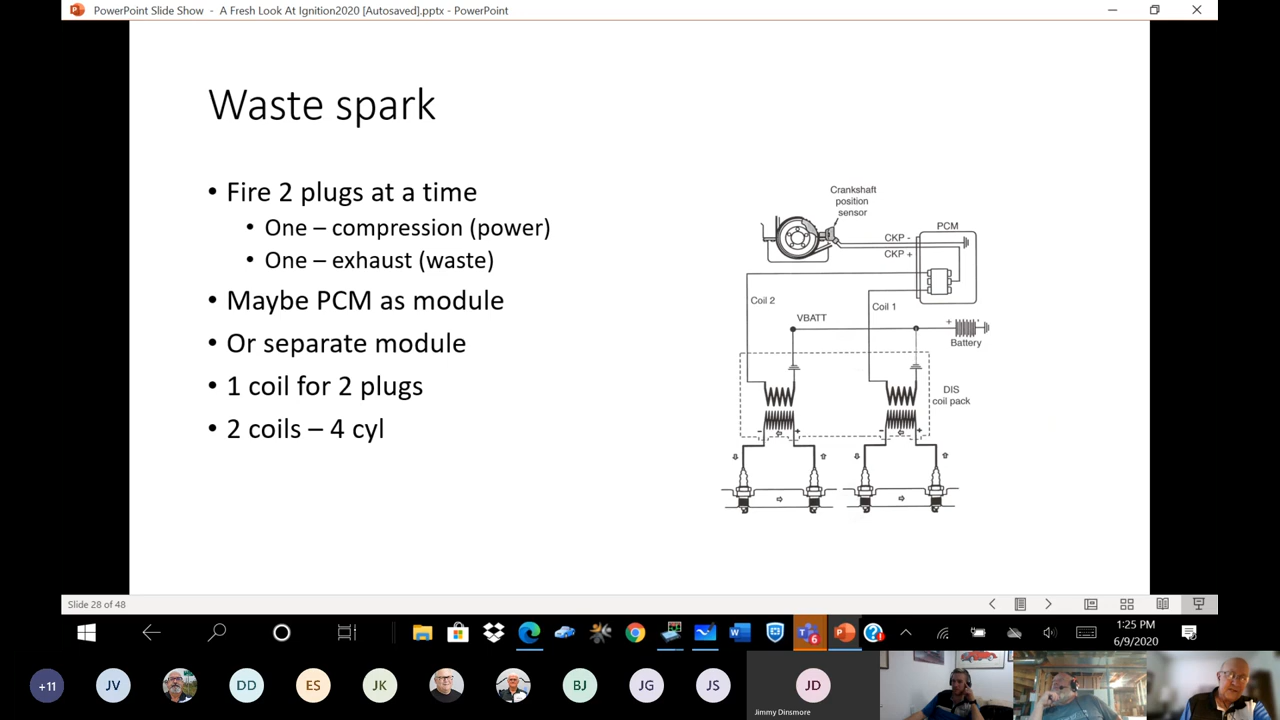 PowerPoint Slide Show - A Fresh Look At Ignition2020 [Autosaved].pptx - PowerPoint
Waste spark
• Fire 2 plugs at a time
• One – compression (power)
• One – exhaust (waste)
• Maybe PCM as module
• Or separate module
• 1 coil for 2 plugs
• 2 coils – 4 cyl
Crankshaft
position
sensor
PCM
CKP -
CKP +
Coil 2
Coil 1
VBATT
+ -
Battery
DIS
coil pack
- +
- +
Slide 28 of 48
6
1:25 PM
6/9/2020
+11
JV
DD
ES
JK
BJ
JG
JS
JD
Jimmy Dinsmore